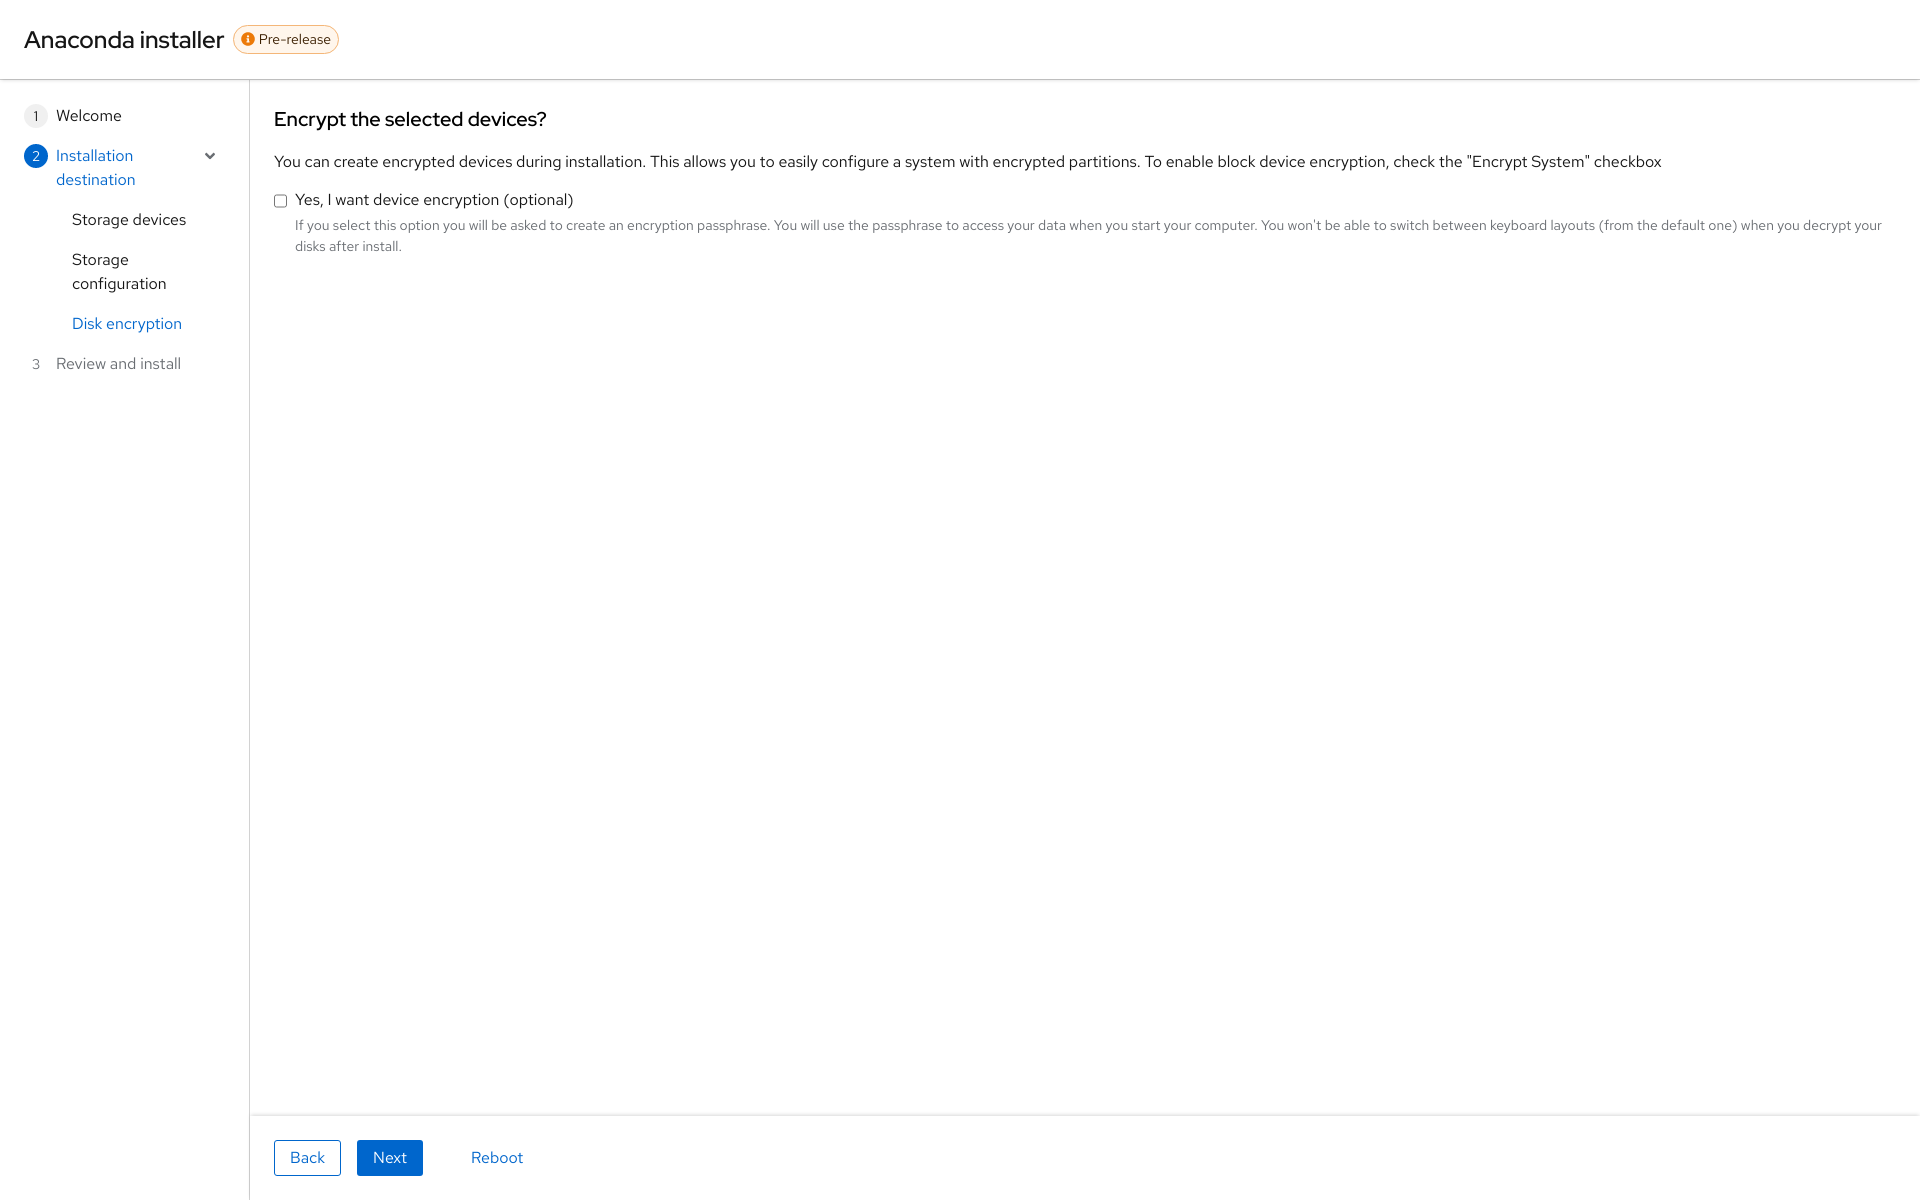 Anaconda installer
Pre-release
1 Welcome
2 Installation
destination
Storage devices
Storage
configuration
Disk encryption
3 Review and install
Encrypt the selected devices?
You can create encrypted devices during installation. This allows you to easily configure a system with encrypted partitions. To enable block device encryption, check the "Encrypt System" checkbox
Yes, I want device encryption (optional)
If you select this option you will be asked to create an encryption passphrase. You will use the passphrase to access your data when you start your computer. You won't be able to switch between keyboard layouts (from the default one) when you decrypt your
disks after install.
Back
Next
Reboot